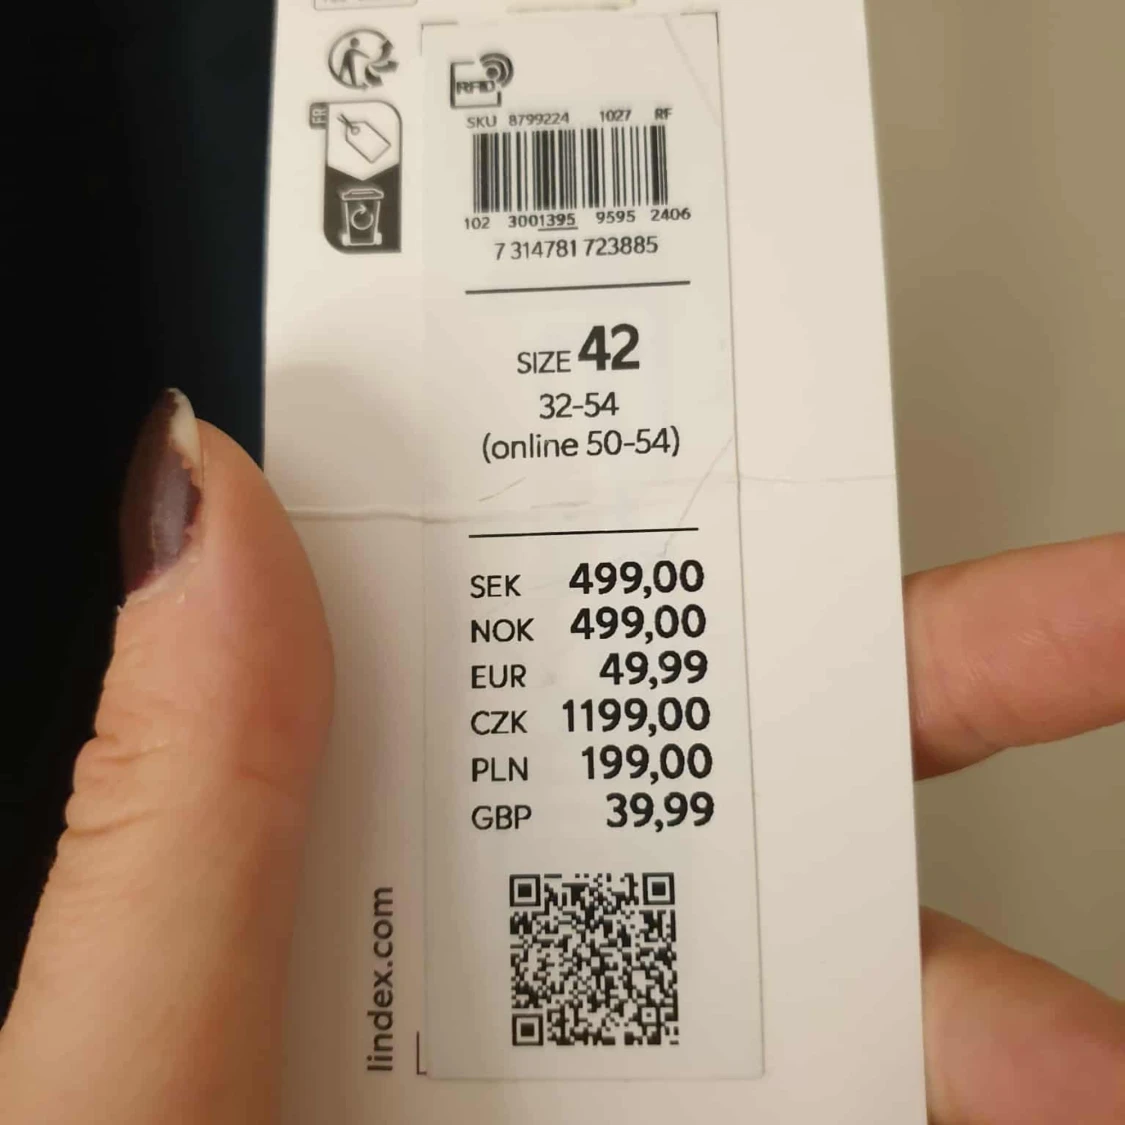 FR
RFID
SKU 8799224 1027 RF
102 3001395 9595 2406
7 314781 723885
SIZE 42
32-54
(online 50-54)
SEK 499,00
NOK 499,00
EUR 49,99
CZK 1199,00
PLN 199,00
GBP 39,99
lindex.com